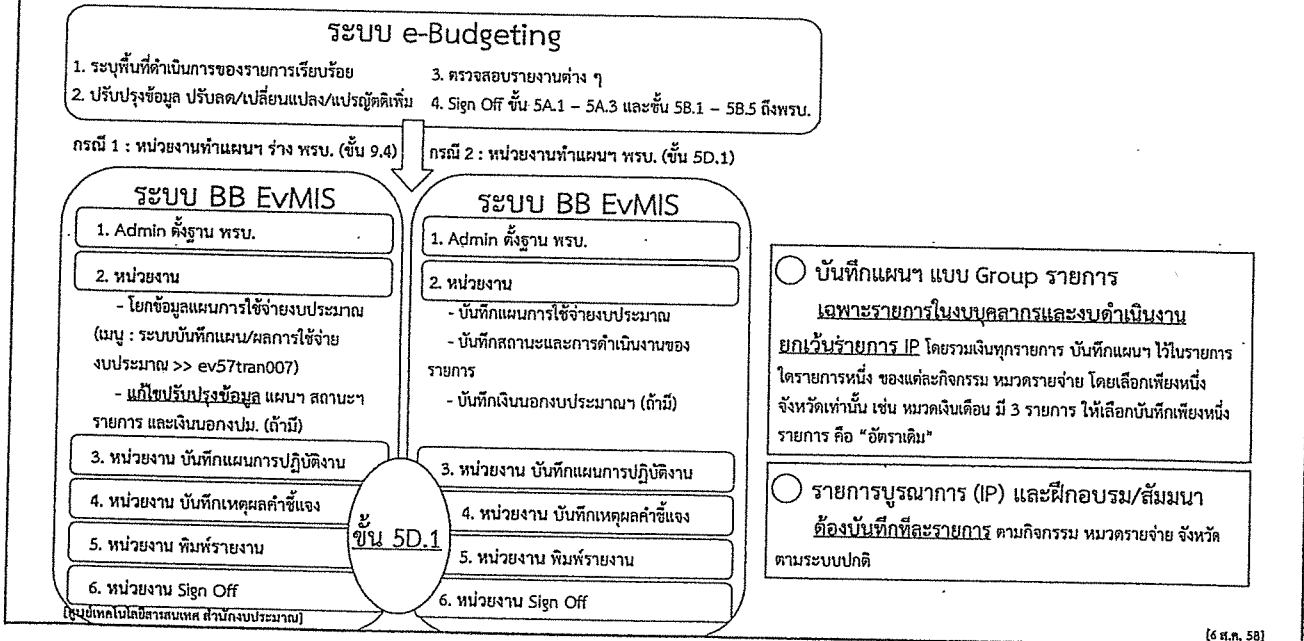 ระบบ e-Budgeting
1. ระบุพื้นที่ดำเนินการของรายการเรียบร้อย
2. ปรับปรุงข้อมูล ปรับลด/เปลี่ยนแปลง/แปรญัตติเพิ่ม
3. ตรวจสอบรายงานต่าง ๆ
4. Sign Off ขั้น 5A.1 – 5A.3 และขั้น 5B.1 – 5B.5 ถึงพรบ.
กรณี 1 : หน่วยงานทำแผนฯ ร่าง พรบ. (ขั้น 9.4)
ระบบ BB EvMIS
1. Admin ตั้งฐาน พรบ.
2. หน่วยงาน
- โยกข้อมูลแผนการใช้จ่ายงบประมาณ
(เมนู : ระบบบันทึกแผน/ผลการใช้จ่าย
งบประมาณ >> ev57tran007)
- แก้ไขปรับปรุงข้อมูล แผนฯ สถานะฯ
รายการ และเงินนอกงปม. (ถ้ามี)
3. หน่วยงาน บันทึกแผนการปฏิบัติงาน
4. หน่วยงาน บันทึกเหตุผลคำชี้แจง
5. หน่วยงาน พิมพ์รายงาน
6. หน่วยงาน Sign Off
ขั้น 5D.1
กรณี 2 : หน่วยงานทำแผนฯ พรบ. (ขั้น 5D.1)
ระบบ BB EvMIS
1. Admin ตั้งฐาน พรบ.
2. หน่วยงาน
- บันทึกแผนการใช้จ่ายงบประมาณ
- บันทึกสถานะและการดำเนินงานของ
รายการ
- บันทึกเงินนอกงบประมาณฯ (ถ้ามี)
3. หน่วยงาน บันทึกแผนการปฏิบัติงาน
4. หน่วยงาน บันทึกเหตุผลคำชี้แจง
5. หน่วยงาน พิมพ์รายงาน
6. หน่วยงาน Sign Off
บันทึกแผนฯ แบบ Group รายการ
เฉพาะรายการในงบบุคลากรและงบดำเนินงาน
ยกเว้นรายการ IP โดยรวมเงินทุกรายการ บันทึกแผนฯ ไว้ในรายการ
ใดรายการหนึ่ง ของแต่ละกิจกรรม หมวดรายจ่าย โดยเลือกเพียงหนึ่ง
จังหวัดเท่านั้น เช่น หมวดเงินเดือน มี 3 รายการ ให้เลือกบันทึกเพียงหนึ่ง
รายการ คือ "อัตราเดิม"
รายการบูรณาการ (IP) และฝึกอบรม/สัมมนา
ต้องบันทึกทีละรายการ ตามกิจกรรม หมวดรายจ่าย จังหวัด
ตามระบบปกติ
[ศูนย์เทคโนโลยีสารสนเทศ สำนักงบประมาณ]
[6 ส.ค. 58]